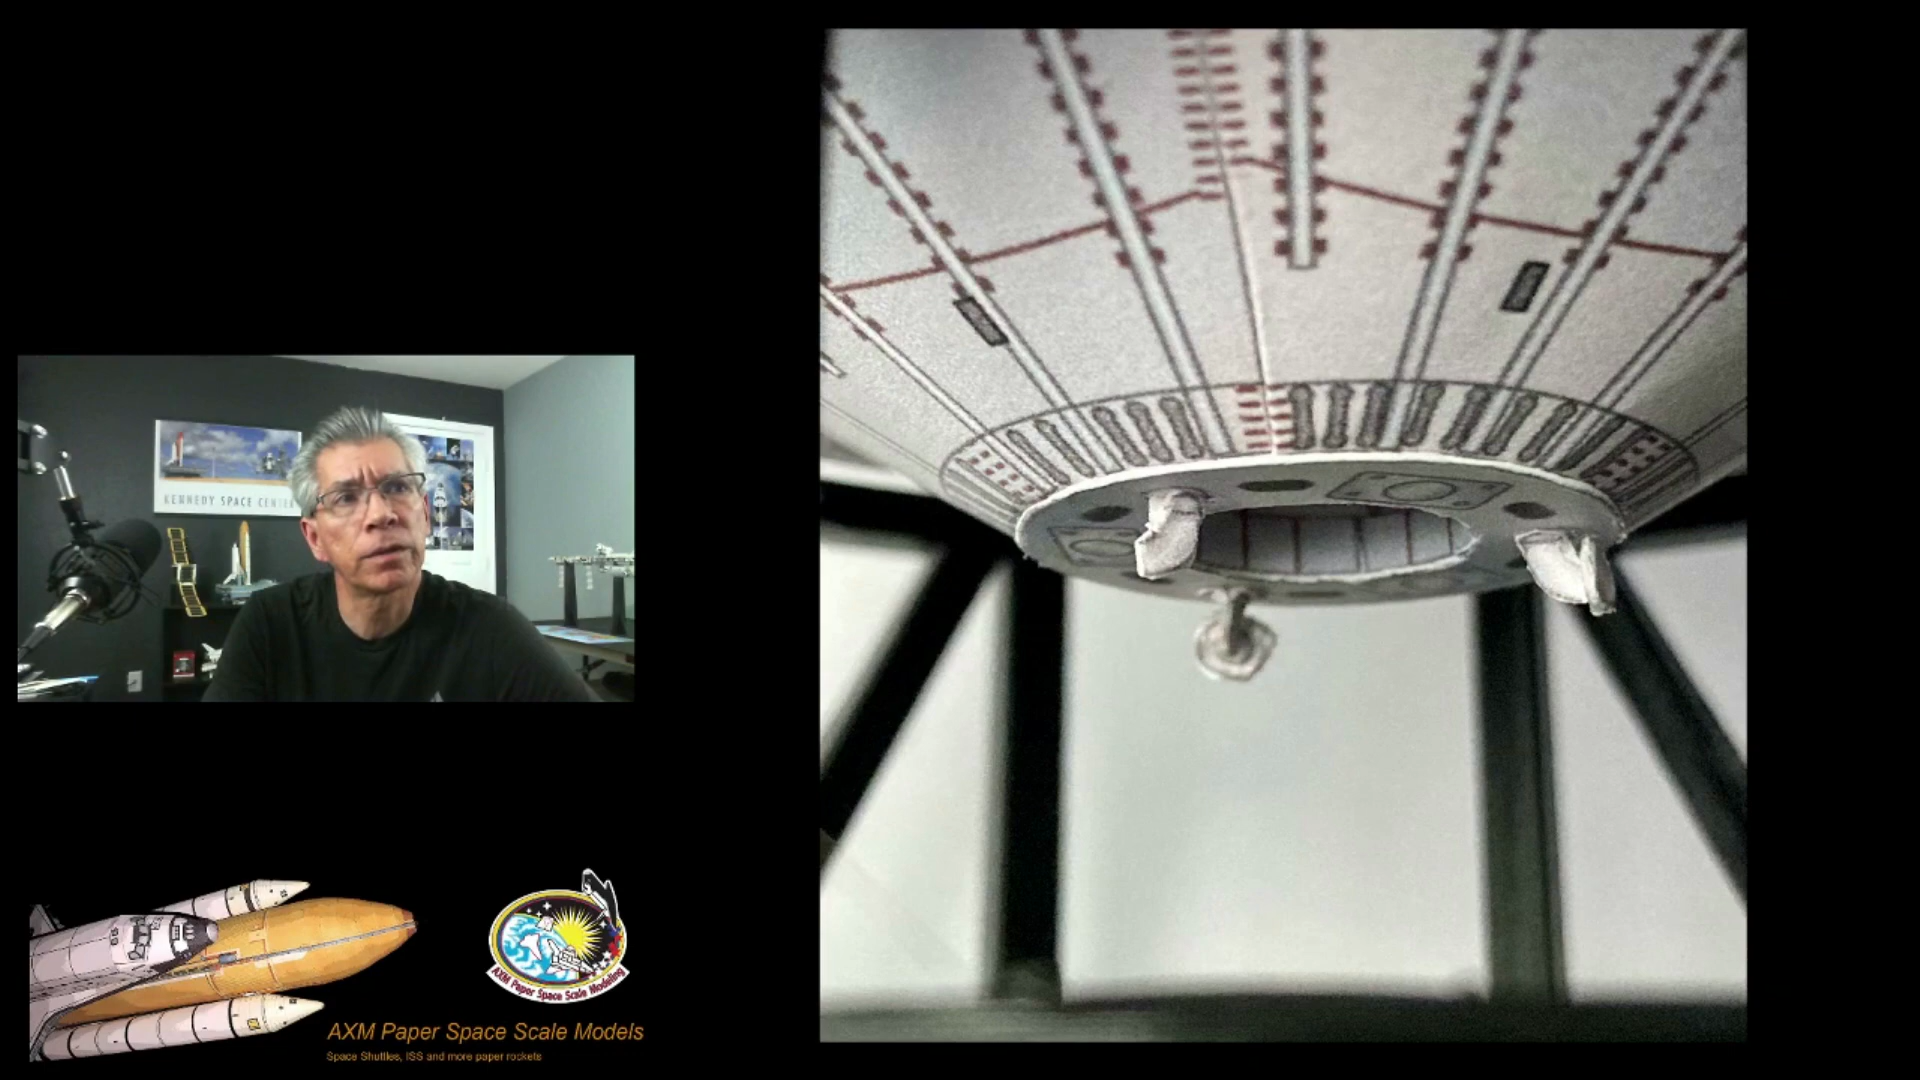 KENNEDY SPACE CENTER
AXM Paper Space Scale Modeling
AXM Paper Space Scale Models
Space Shuttles, ISS and more paper rockets